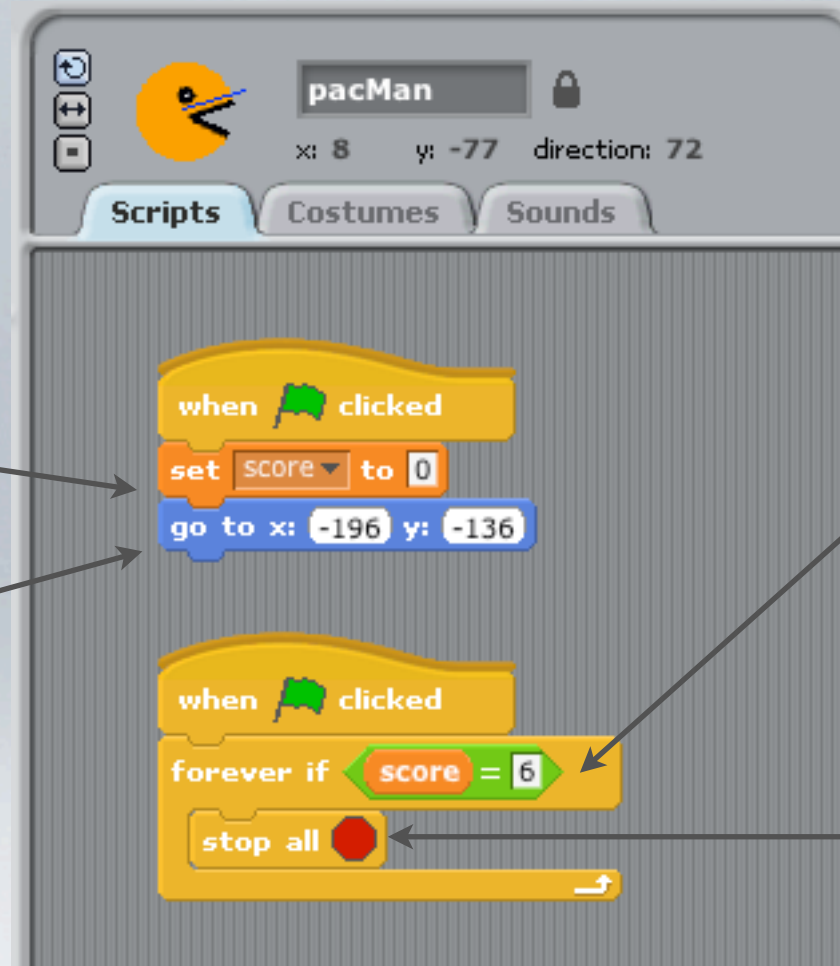 pacMan
x: 8 y: -77 direction: 72
Scripts Costumes Sounds
when clicked
set score to 0
go to x: -196 y: -136
when clicked
forever if score = 6
stop all